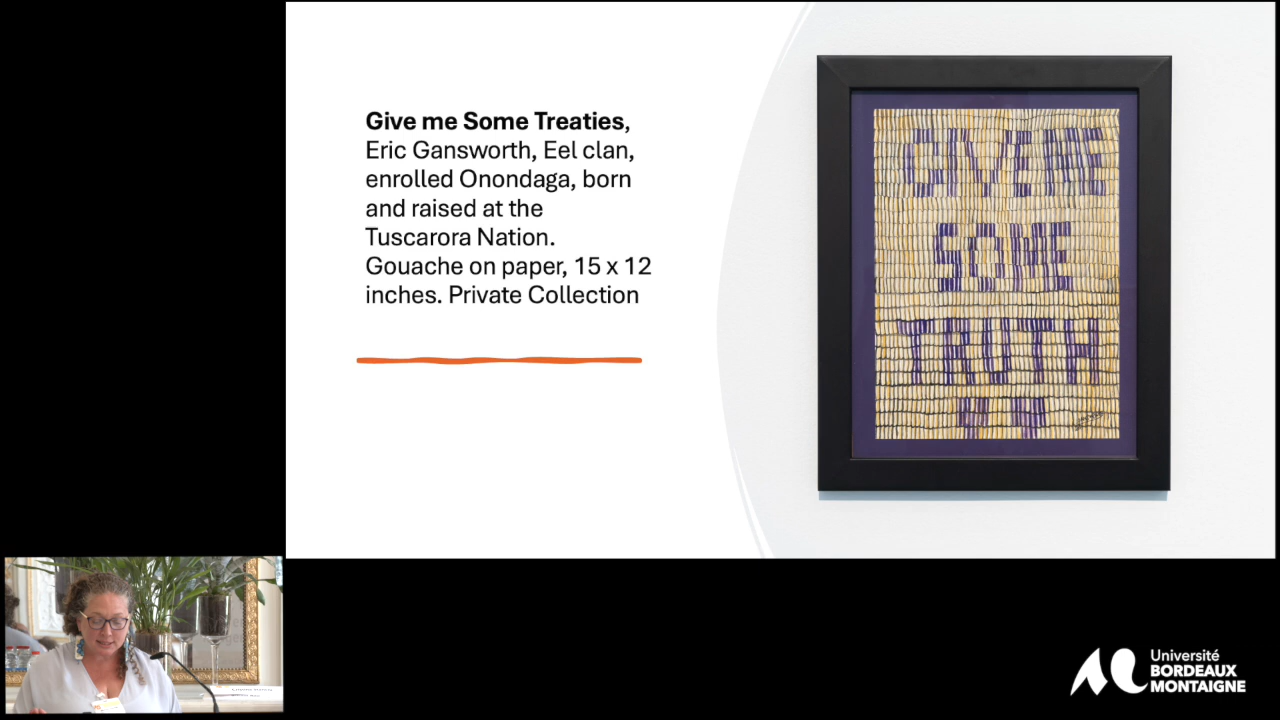 Give me Some Treaties,
Eric Gansworth, Eel clan,
enrolled Onondaga, born
and raised at the
Tuscarora Nation.
Gouache on paper, 15 x 12
inches. Private Collection
GIVE ME
SOME
TRUTH
Université
BORDEAUX
MONTAIGNE